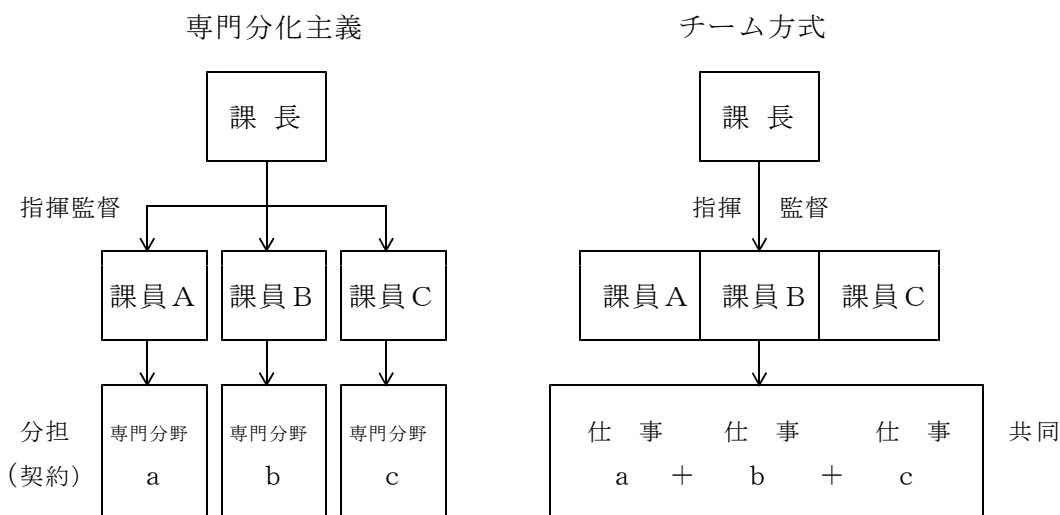 専門分化主義
課 長
指揮監督
課員A
課員B
課員C
分担
(契約)
専門分野
a
専門分野
b
専門分野
c
チーム方式
課 長
指揮 監督
課員A
課員B
課員C
仕 事 仕 事 仕 事
a + b + c
共同